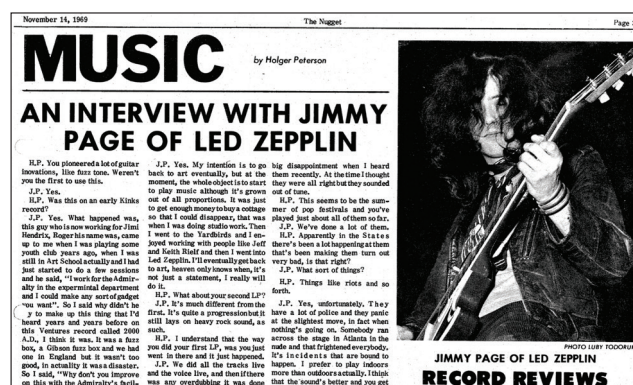 November 14, 1969
The Nugget
Page
MUSIC
by Holger Peterson
AN INTERVIEW WITH JIMMY
PAGE OF LED ZEPPLIN
H.P. You pioneered a lot of guitar
inovations, like fuzz tone. Weren't
you the first to use this.
J.P. Yes.
H.P. Was this on an early Kinks
record?
J.P. Yes. What happened was,
this guy who is now working for Jimi
Hendrix, Roger his name was, came
up to me when I was playing some
youth club years ago, when I was
still in Art School actually and I had
just started to do a few sessions
and he said, "I work for the Admir-
alty in the experimintal department
and I could make any sort of gadget
"ou want". So I said why didn't he
y to make up this thing that I'd
heard years and years before on
this Ventures record called 2000
A.D., I think it was. It was a fuzz
box, a Gibson fuzz box and we had
one in England but it wasn't too
good, in actuality it was a disaster.
So I said, "Why don't you improve
on this with the Admiralty's facil-
J.P. Yes. My intention is to go
back to art eventually, but at the
moment, the whole object is to start
to play music although it's grown
out of all proportions. It was just
to get enough money to buy a cottage
so that I could disappear, that was
when I was doing studio work. Then
I went to the Yardbirds and I en-
joyed working with people like Jeff
and Keith Rielf and then I went into
Led Zepplin. I'll eventually get back
to art, heaven only knows when, it's
not just a statement, I really will
do it.
H.P. What about your second LP?
J.P. It's much different from the
first. It's quite a progression but it
still lays on heavy rock sound, as
such.
H.P. I understand that the way
you did your first LP, was you just
went in there and it just happened.
J.P. We did all the tracks live
and the voice live, and then if there
was any overdubbing it was done
big disappointment when I heard
them recently. At the time I thought
they were all right but they sounded
out of tune.
H.P. This seems to be the sum-
mer of pop festivals and you've
played just about all of them so far.
J.P. We've done a lot of them.
H.P. Apparently in the States
there's been a lot happening at them
that's been making them turn out
very bad, is that right?
J.P. What sort of things?
H.P. Things like riots and so
forth.
J.P. Yes, unfortunately. They
have a lot of police and they panic
at the slightest move, in fact when
nothing's going on. Somebody ran
across the stage in Atlanta in the
nude and that frightened everybody.
It's incidents that are bound to
happen. I prefer to play indoors
more than outdoors actually. I think
that the sound's better and you get
PHOTO LUBY TODORUK
JIMMY PAGE OF LED ZEPPLIN
RECORD REVIEWS